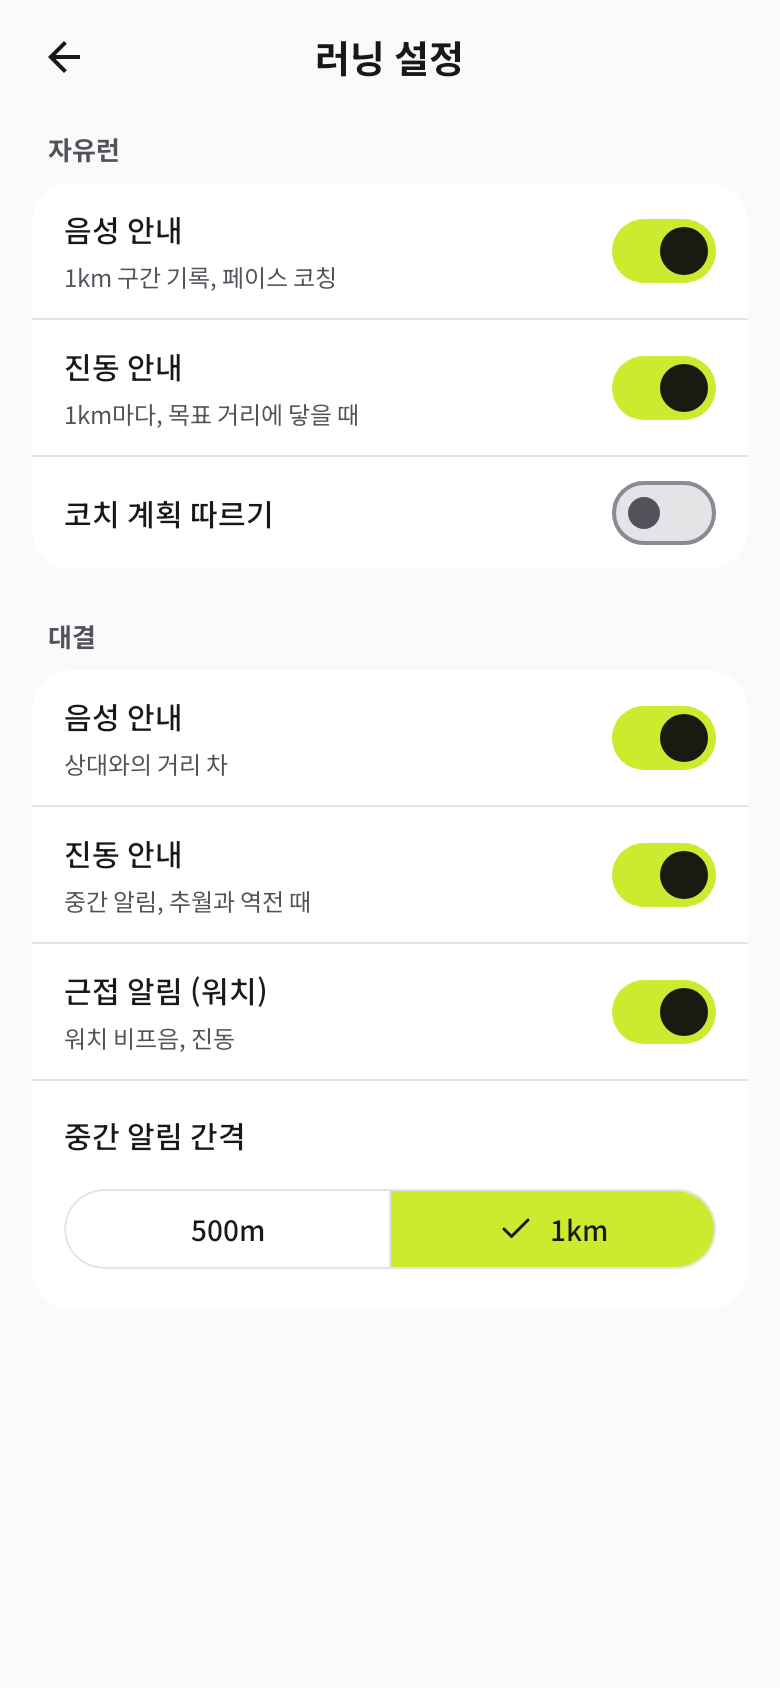 러닝 설정
자유런
음성 안내
1km 구간 기록, 페이스 코칭
진동 안내
1km마다, 목표 거리에 닿을 때
코치 계획 따르기
대결
음성 안내
상대와의 거리 차
진동 안내
중간 알림, 추월과 역전 때
근접 알림 (워치)
워치 비프음, 진동
중간 알림 간격
500m
1km